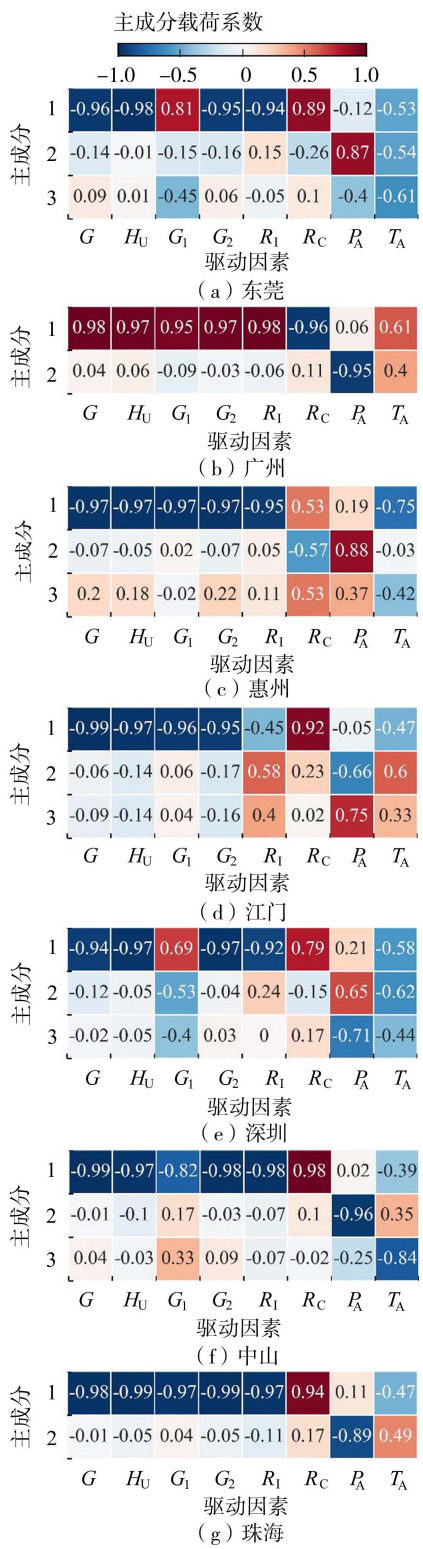 主成分载荷系数
-1.0 -0.5 0 0.5 1.0
主成分
1 -0.96 -0.98 0.81 -0.95 -0.94 0.89 -0.12 -0.53
2 -0.14 -0.01 -0.15 -0.16 0.15 -0.26 0.87 -0.54
3 0.09 0.01 -0.45 0.06 -0.05 0.1 -0.4 -0.61
G HU G1 G2 RI RC PA TA
驱动因素
(a)东莞
主成分
1 0.98 0.97 0.95 0.97 0.98 -0.96 0.06 0.61
2 0.04 0.06 -0.09 -0.03 -0.06 0.11 -0.95 0.4
G HU G1 G2 RI RC PA TA
驱动因素
(b)广州
主成分
1 -0.97 -0.97 -0.97 -0.97 -0.95 0.53 0.19 -0.75
2 -0.07 -0.05 0.02 -0.07 0.05 -0.57 0.88 -0.03
3 0.2 0.18 -0.02 0.22 0.11 0.53 0.37 -0.42
G HU G1 G2 RI RC PA TA
驱动因素
(c)惠州
主成分
1 -0.99 -0.97 -0.96 -0.95 -0.45 0.92 -0.05 -0.47
2 -0.06 -0.14 0.06 -0.17 0.58 0.23 -0.66 0.6
3 -0.09 -0.14 0.04 -0.16 0.4 0.02 0.75 0.33
G HU G1 G2 RI RC PA TA
驱动因素
(d)江门
主成分
1 -0.94 -0.97 0.69 -0.97 -0.92 0.79 0.21 -0.58
2 -0.12 -0.05 -0.53 -0.04 0.24 -0.15 0.65 -0.62
3 -0.02 -0.05 -0.4 0.03 0 0.17 -0.71 -0.44
G HU G1 G2 RI RC PA TA
驱动因素
(e)深圳
主成分
1 -0.99 -0.97 -0.82 -0.98 -0.98 0.98 0.02 -0.39
2 -0.01 -0.1 0.17 -0.03 -0.07 0.1 -0.96 0.35
3 0.04 -0.03 0.33 0.09 -0.07 -0.02 -0.25 -0.84
G HU G1 G2 RI RC PA TA
驱动因素
(f)中山
主成分
1 -0.98 -0.99 -0.97 -0.99 -0.97 0.94 0.11 -0.47
2 -0.01 -0.05 0.04 -0.05 -0.11 0.17 -0.89 0.49
G HU G1 G2 RI RC PA TA
驱动因素
(g)珠海